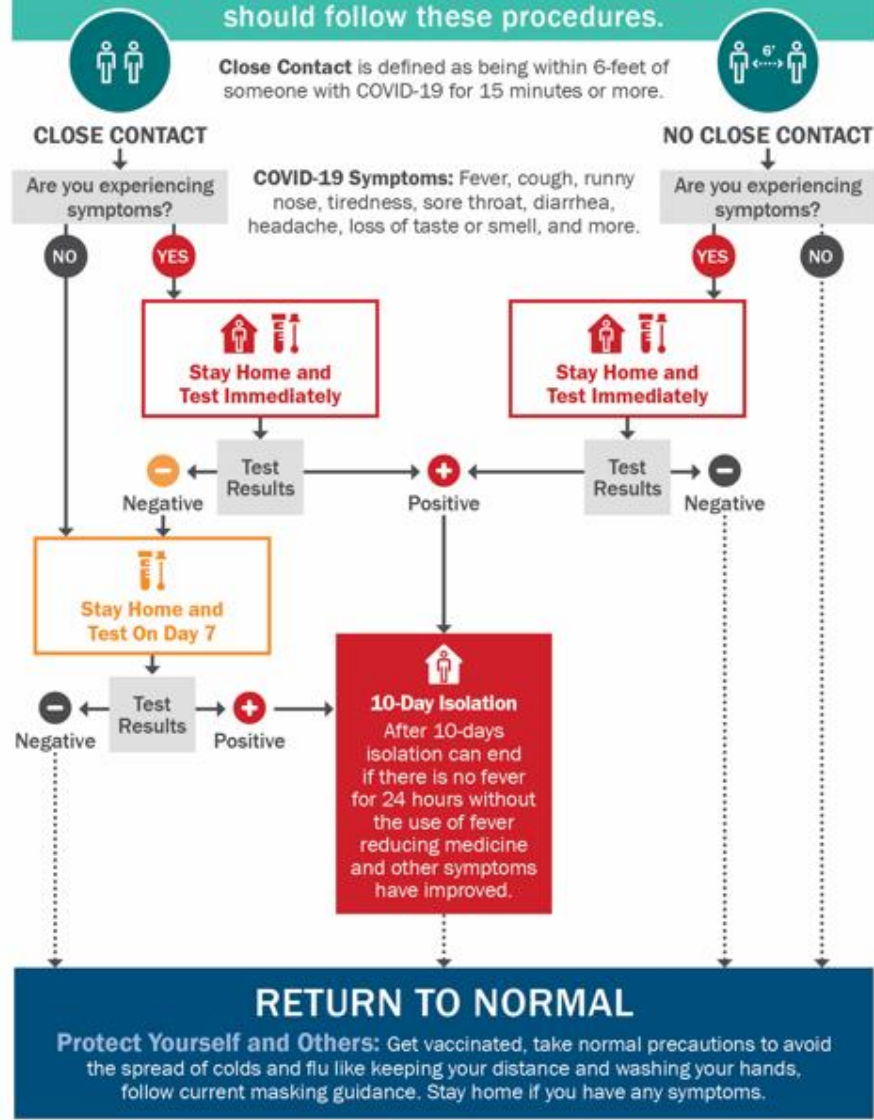 should follow these procedures.
Close Contact is defined as being within 6-feet of
someone with COVID-19 for 15 minutes or more.
6'
CLOSE CONTACT
NO CLOSE CONTACT
Are you experiencing
symptoms?
COVID-19 Symptoms: Fever, cough, runny
nose, tiredness, sore throat, diarrhea,
headache, loss of taste or smell, and more.
Are you experiencing
symptoms?
NO
YES
YES
NO
Stay Home and
Test Immediately
Stay Home and
Test Immediately
Negative
Test
Results
Positive
Test
Results
Negative
Stay Home and
Test On Day 7
Negative
Test
Results
Positive
10-Day Isolation
After 10-days
isolation can end
if there is no fever
for 24 hours without
the use of fever
reducing medicine
and other symptoms
have improved.
RETURN TO NORMAL
Protect Yourself and Others: Get vaccinated, take normal precautions to avoid
the spread of colds and flu like keeping your distance and washing your hands,
follow current masking guidance. Stay home if you have any symptoms.